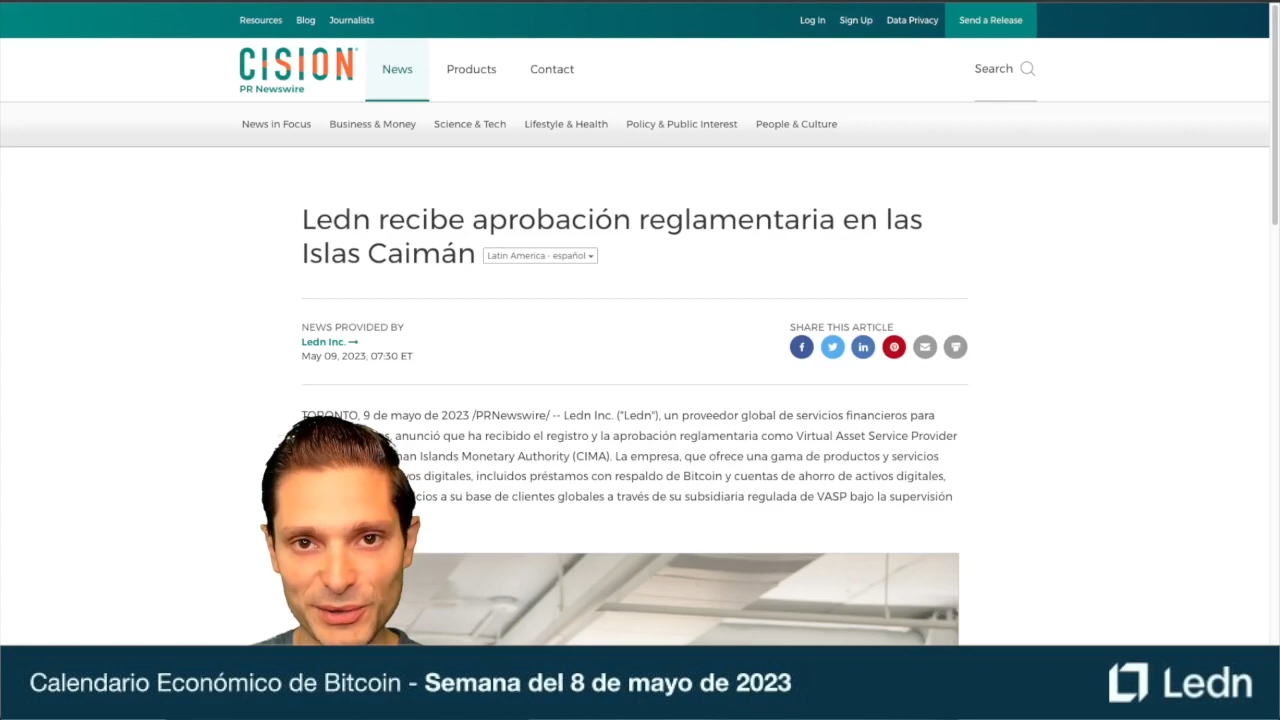 Resources Blog Journalists Log In Sign Up Data Privacy Send a Release
CISION
PR Newswire
News Products Contact Search
News in Focus Business & Money Science & Tech Lifestyle & Health Policy & Public Interest People & Culture
Ledn recibe aprobación reglamentaria en las
Islas Caimán Latin America - español
NEWS PROVIDED BY SHARE THIS ARTICLE
Ledn Inc.
May 09, 2023, 07:30 ET
TORONTO, 9 de mayo de 2023 /PRNewswire/ -- Ledn Inc. ("Ledn"), un proveedor global de servicios financieros para
anunció que ha recibido el registro y la aprobación reglamentaria como Virtual Asset Service Provider
Islands Monetary Authority (CIMA). La empresa, que ofrece una gama de productos y servicios
digitales, incluidos préstamos con respaldo de Bitcoin y cuentas de ahorro de activos digitales,
a su base de clientes globales a través de su subsidiaria regulada de VASP bajo la supervisión
Calendario Económico de Bitcoin - Semana del 8 de mayo de 2023
Ledn